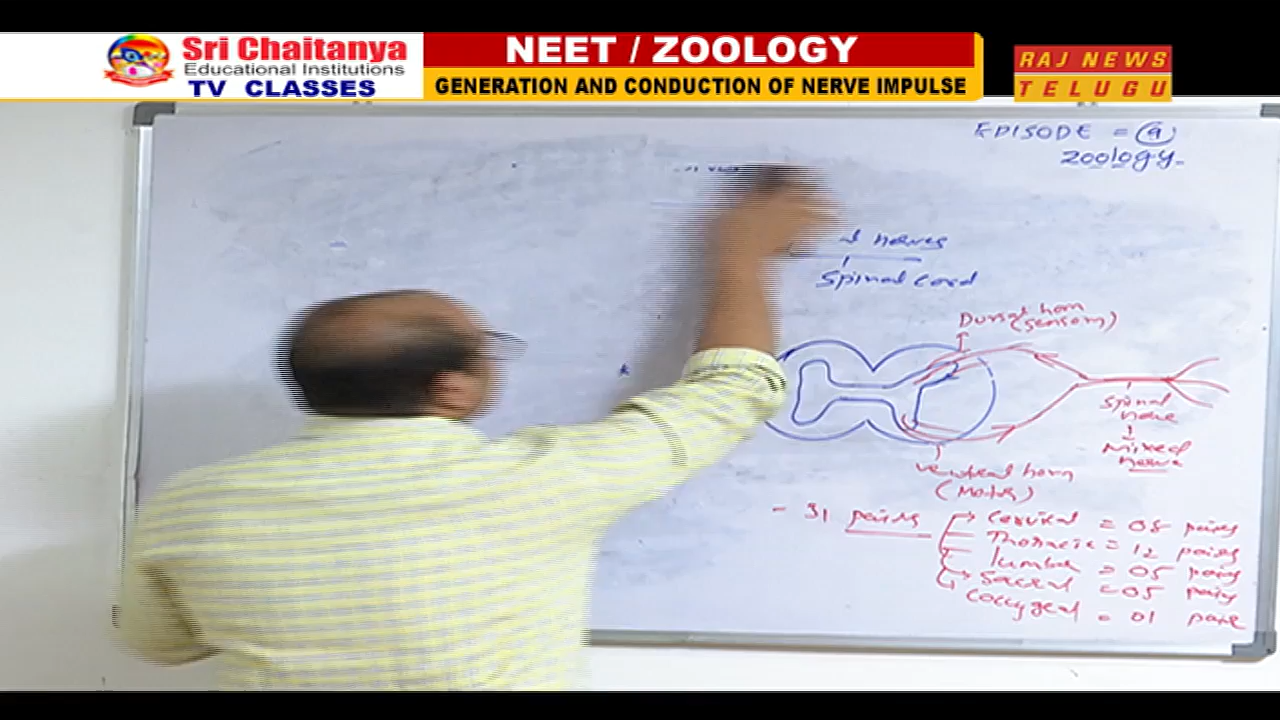 Sri Chaitanya
Educational Institutions
TV CLASSES
NEET / ZOOLOGY
GENERATION AND CONDUCTION OF NERVE IMPULSE
RAJ NEWS
TELUGU
EPISODE = 9
Zoology
nerves
Spinal cord
Dorsal horn
(sensory)
Spinal
nerve
Mixed
nerve
Ventral horn
(Motor)
- 31 pairs
Cervical = 08 pairs
Thoracic = 12 pairs
lumbar = 05 pairs
Sacral = 05 pairs
Coccygeal = 01 pair